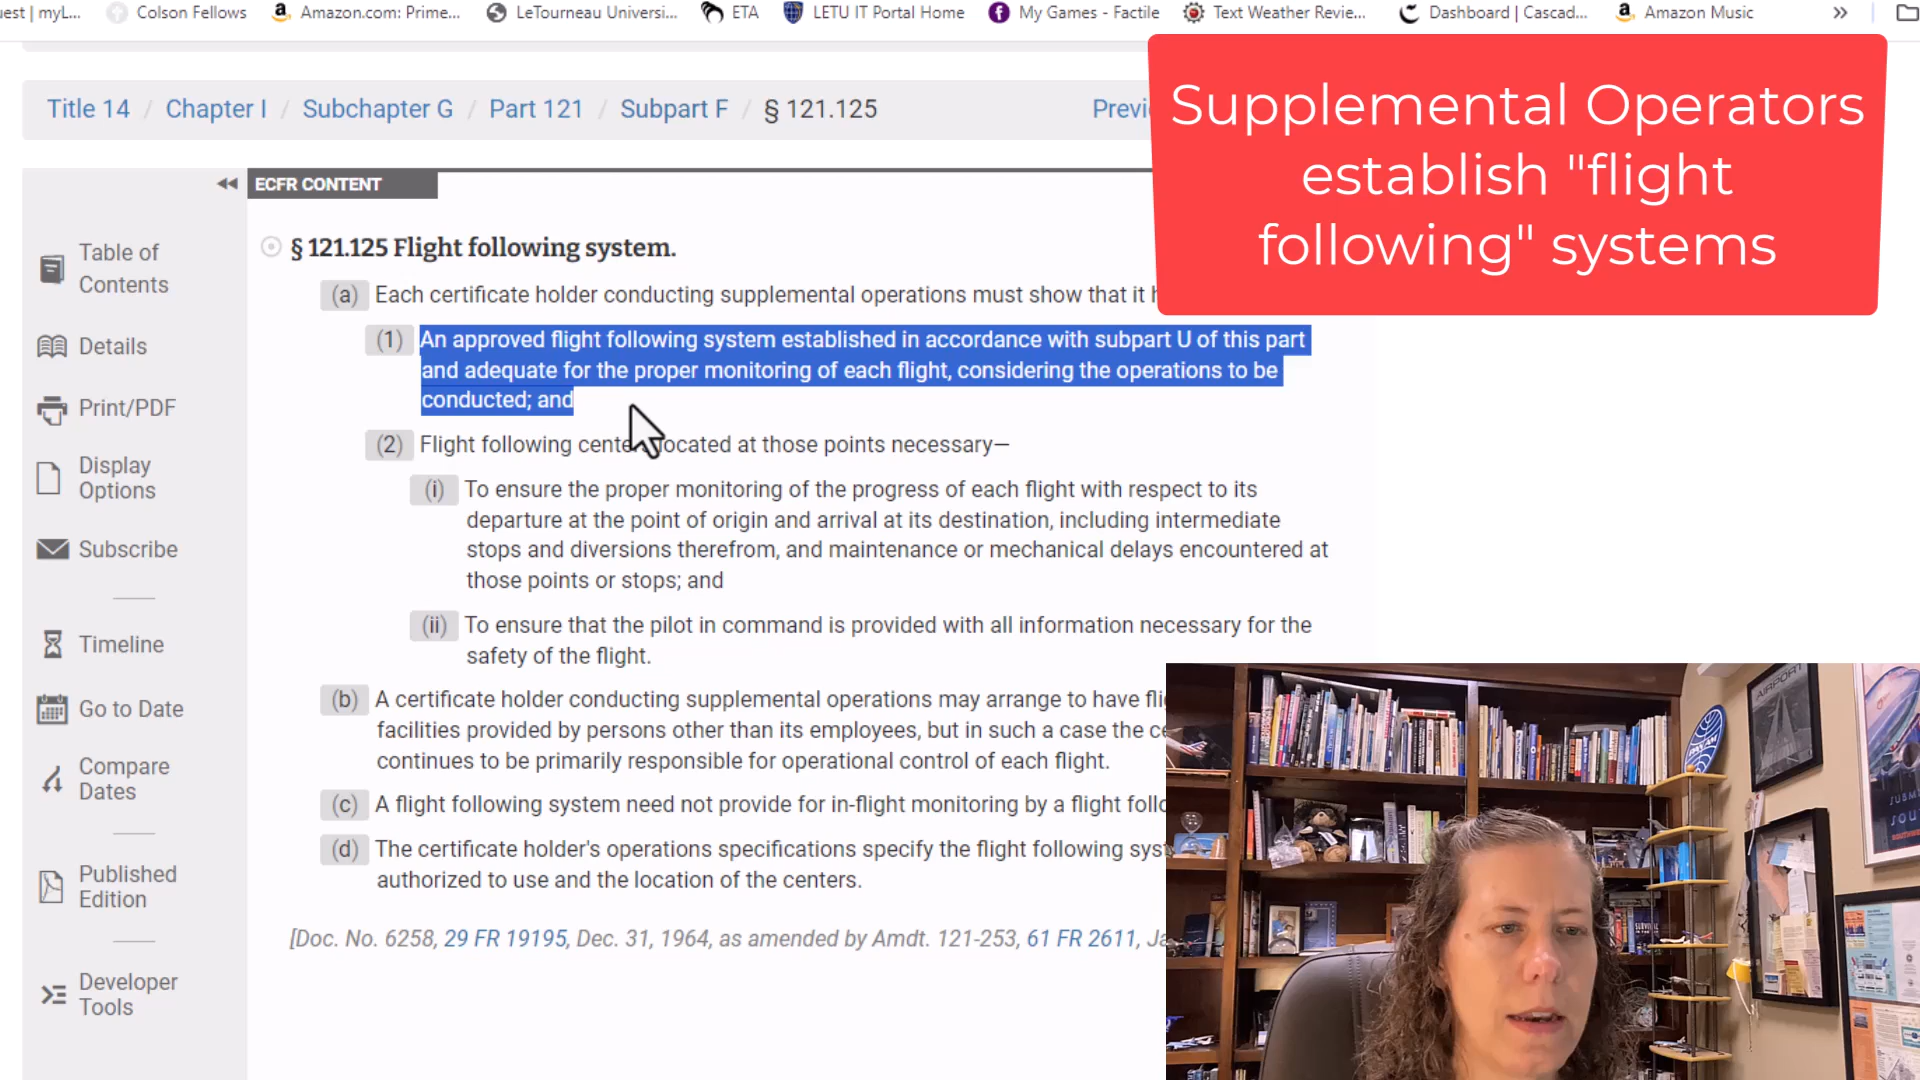 uest | myL...
Colson Fellows
Amazon.com: Prime...
LeTourneau Universi...
ETA
LETU IT Portal Home
My Games - Factile
Text Weather Revie...
Dashboard | Cascad...
Amazon Music
»
Title 14 / Chapter I / Subchapter G / Part 121 / Subpart F / § 121.125
Previ
Supplemental Operators
establish "flight
following" systems
ECFR CONTENT
Table of
Contents
Details
Print/PDF
Display
Options
Subscribe
Timeline
Go to Date
Compare
Dates
Published
Edition
Developer
Tools
§ 121.125 Flight following system.
(a) Each certificate holder conducting supplemental operations must show that it h
(1) An approved flight following system established in accordance with subpart U of this part
and adequate for the proper monitoring of each flight, considering the operations to be
conducted; and
(2) Flight following cente located at those points necessary—
(i) To ensure the proper monitoring of the progress of each flight with respect to its
departure at the point of origin and arrival at its destination, including intermediate
stops and diversions therefrom, and maintenance or mechanical delays encountered at
those points or stops; and
(ii) To ensure that the pilot in command is provided with all information necessary for the
safety of the flight.
(b) A certificate holder conducting supplemental operations may arrange to have fli
facilities provided by persons other than its employees, but in such a case the ce
continues to be primarily responsible for operational control of each flight.
(c) A flight following system need not provide for in-flight monitoring by a flight follo
(d) The certificate holder's operations specifications specify the flight following syst
authorized to use and the location of the centers.
[Doc. No. 6258, 29 FR 19195, Dec. 31, 1964, as amended by Amdt. 121-253, 61 FR 2611, Ja
AIRPORT
PAN AM